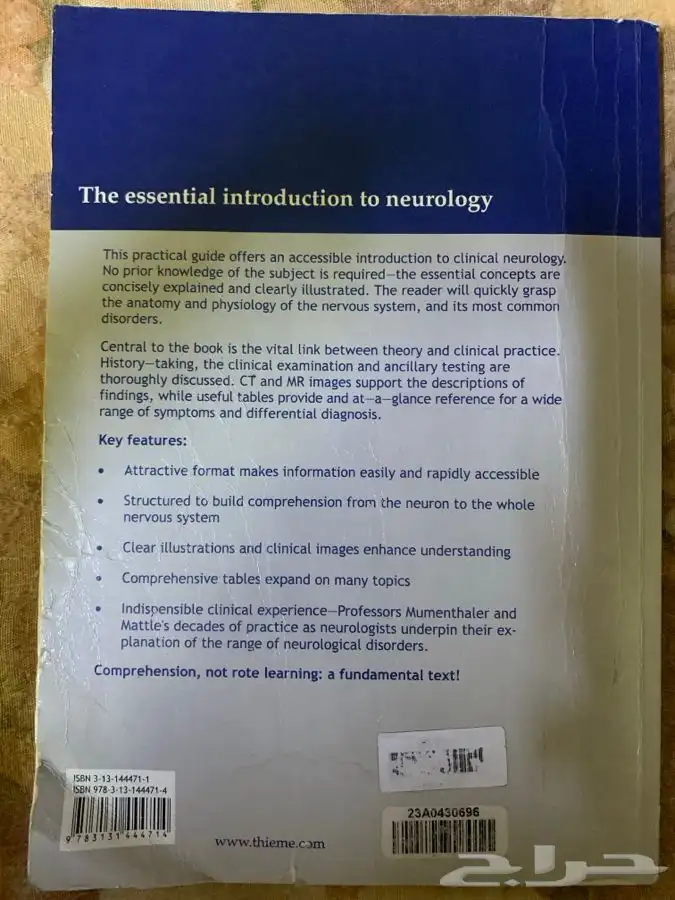 The essential introduction to neurology
This practical guide offers an accessible introduction to clinical neurology.
No prior knowledge of the subject is required—the essential concepts are
concisely explained and clearly illustrated. The reader will quickly grasp
the anatomy and physiology of the nervous system, and its most common
disorders.
Central to the book is the vital link between theory and clinical practice.
History—taking, the clinical examination and ancillary testing are
thoroughly discussed. CT and MR images support the descriptions of
findings, while useful tables provide and at—a—glance reference for a wide
range of symptoms and differential diagnosis.
Key features:
• Attractive format makes information easily and rapidly accessible
• Structured to build comprehension from the neuron to the whole
nervous system
• Clear illustrations and clinical images enhance understanding
• Comprehensive tables expand on many topics
• Indispensible clinical experience—Professors Mumenthaler and
Mattle's decades of practice as neurologists underpin their ex-
planation of the range of neurological disorders.
Comprehension, not rote learning: a fundamental text!
ISBN 3-13-144471-1
ISBN 978-3-13-144471-4
9 783131 444714
www.thieme.com
23A0430696
حراج